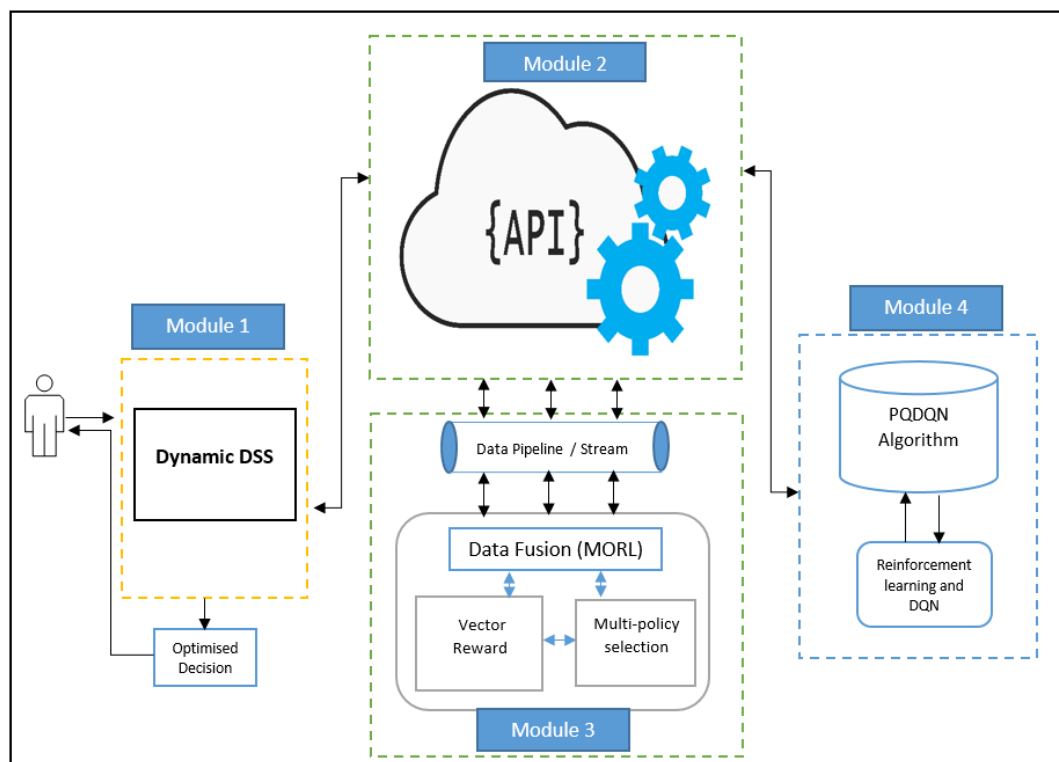 Module 2
{API}
Module 1
Dynamic DSS
Optimised
Decision
Data Pipeline / Stream
Data Fusion (MORL)
Vector
Reward
Multi-policy
selection
Module 3
Module 4
PQDQN
Algorithm
Reinforcement
learning and
DQN